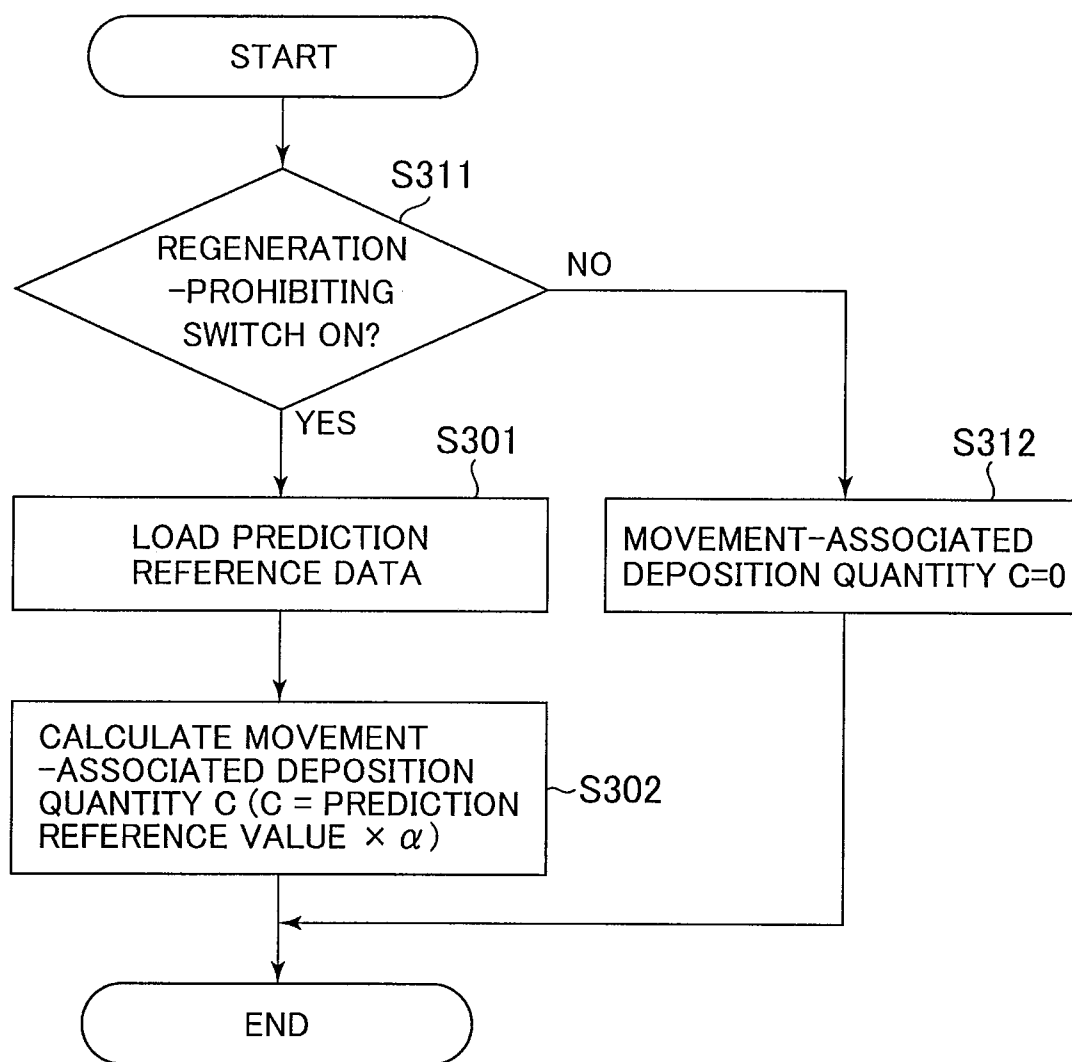 START
S311
REGENERATION
-PROHIBITING
SWITCH ON?
NO
YES
S301
LOAD PREDICTION
REFERENCE DATA
S312
MOVEMENT-ASSOCIATED
DEPOSITION QUANTITY C=0
CALCULATE MOVEMENT
-ASSOCIATED DEPOSITION
QUANTITY C (C = PREDICTION
REFERENCE VALUE × α)
S302
END